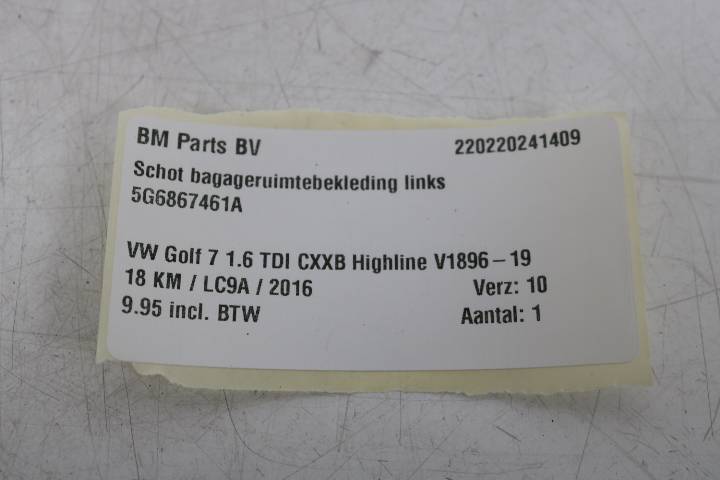 BM Parts BV 220220241409
Schot bagageruimtebekleding links
5G6867461A
VW Golf 7 1.6 TDI CXXB Highline V1896-19
18 KM / LC9A / 2016 Verz: 10
9.95 incl. BTW Aantal: 1